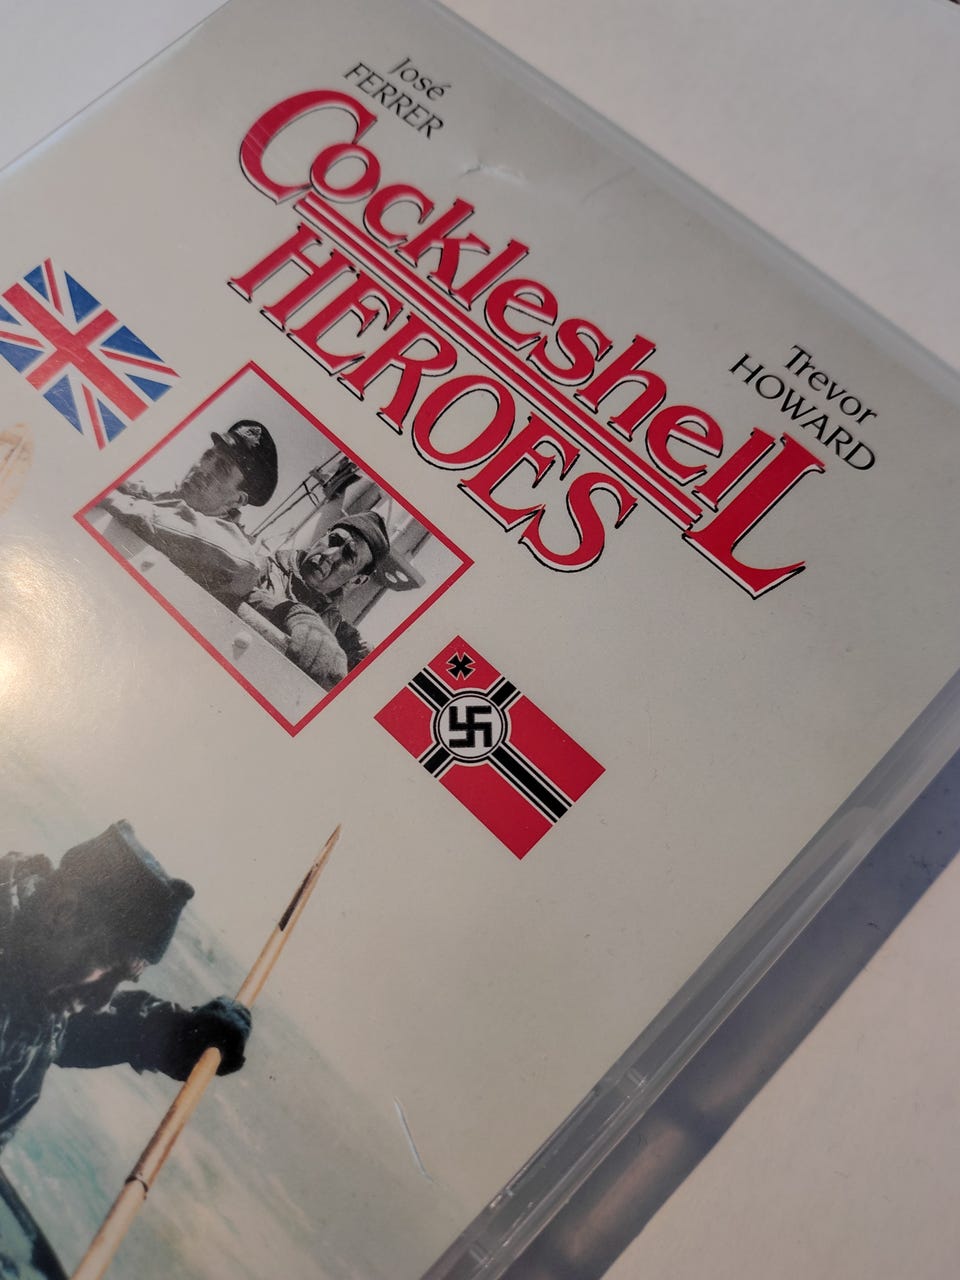 José
FERRER
Cockleshell
HEROES
Trevor
HOWARD